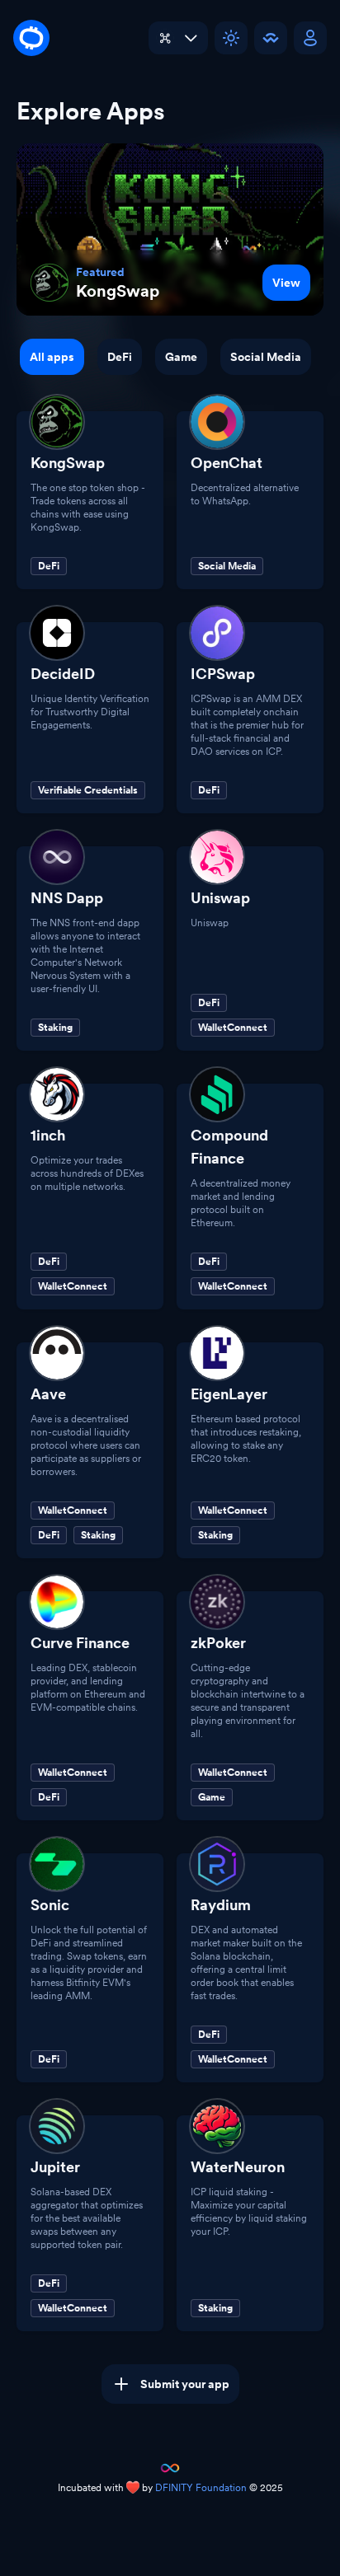 Explore Apps
KONG
SWAP
Featured
KongSwap
View
All apps
DeFi
Game
Social Media
KongSwap
The one stop token shop -
Trade tokens across all
chains with ease using
KongSwap.
DeFi
OpenChat
Decentralized alternative
to WhatsApp.
Social Media
DecideID
Unique Identity Verification
for Trustworthy Digital
Engagements.
Verifiable Credentials
ICPSwap
ICPSwap is an AMM DEX
built completely onchain
that is the premier hub for
full-stack financial and
DAO services on ICP.
DeFi
NNS Dapp
The NNS front-end dapp
allows anyone to interact
with the Internet
Computer's Network
Nervous System with a
user-friendly UI.
Staking
Uniswap
Uniswap
DeFi
WalletConnect
1inch
Optimize your trades
across hundreds of DEXes
on multiple networks.
DeFi
WalletConnect
Compound
Finance
A decentralized money
market and lending
protocol built on
Ethereum.
DeFi
WalletConnect
Aave
Aave is a decentralised
non-custodial liquidity
protocol where users can
participate as suppliers or
borrowers.
WalletConnect
DeFi
Staking
EigenLayer
Ethereum based protocol
that introduces restaking,
allowing to stake any
ERC20 token.
WalletConnect
Staking
Curve Finance
Leading DEX, stablecoin
provider, and lending
platform on Ethereum and
EVM-compatible chains.
WalletConnect
DeFi
zk
zkPoker
Cutting-edge
cryptography and
blockchain intertwine to a
secure and transparent
playing environment for
all.
WalletConnect
Game
Sonic
Unlock the full potential of
DeFi and streamlined
trading. Swap tokens, earn
as a liquidity provider and
harness Bitfinity EVM's
leading AMM.
DeFi
Raydium
DEX and automated
market maker built on the
Solana blockchain,
offering a central limit
order book that enables
fast trades.
DeFi
WalletConnect
Jupiter
Solana-based DEX
aggregator that optimizes
for the best available
swaps between any
supported token pair.
DeFi
WalletConnect
WaterNeuron
ICP liquid staking -
Maximize your capital
efficiency by liquid staking
your ICP.
Staking
Submit your app
Incubated with ❤️ by DFINITY Foundation © 2025